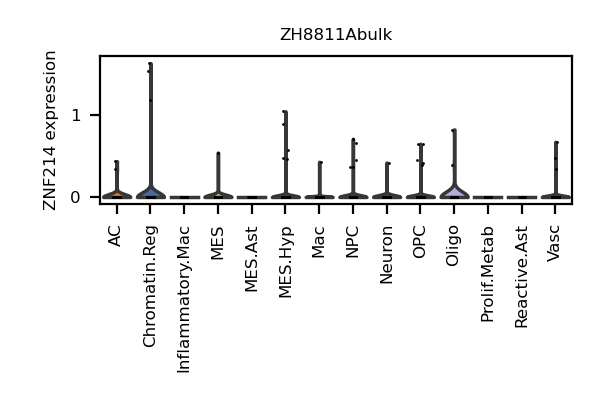 ZH8811Abulk
ZNF214 expression
1
0
AC
Chromatin.Reg
Inflammatory.Mac
MES
MES.Ast
MES.Hyp
Mac
NPC
Neuron
OPC
Oligo
Prolif.Metab
Reactive.Ast
Vasc